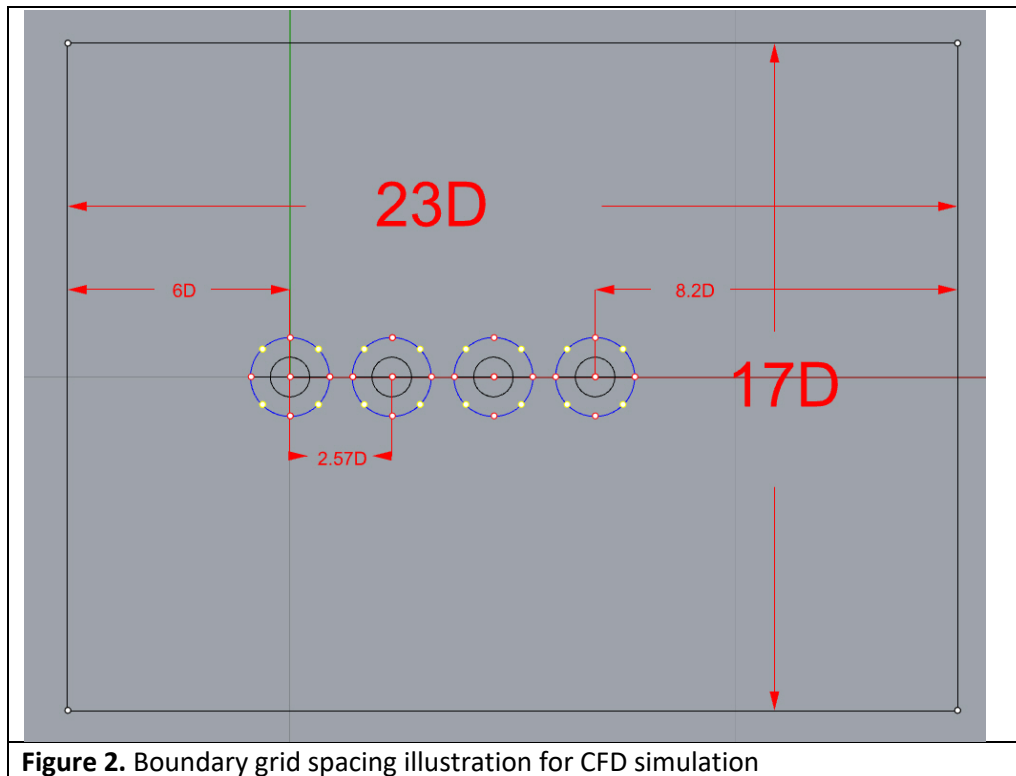 23D
6D
8.2D
17D
2.57D
Figure 2. Boundary grid spacing illustration for CFD simulation